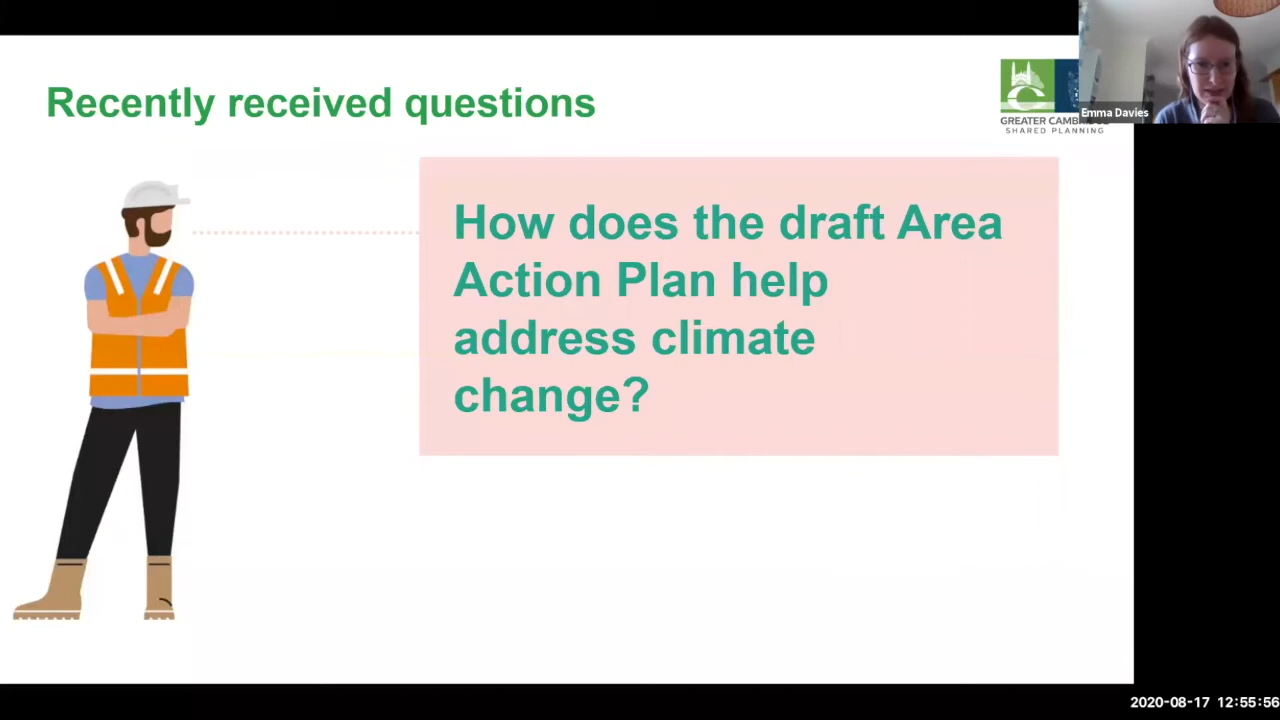 Recently received questions
GREATER CAMB
SHARED PLANNING
Emma Davies
How does the draft Area
Action Plan help
address climate
change?
2020-08-17 12:55:56